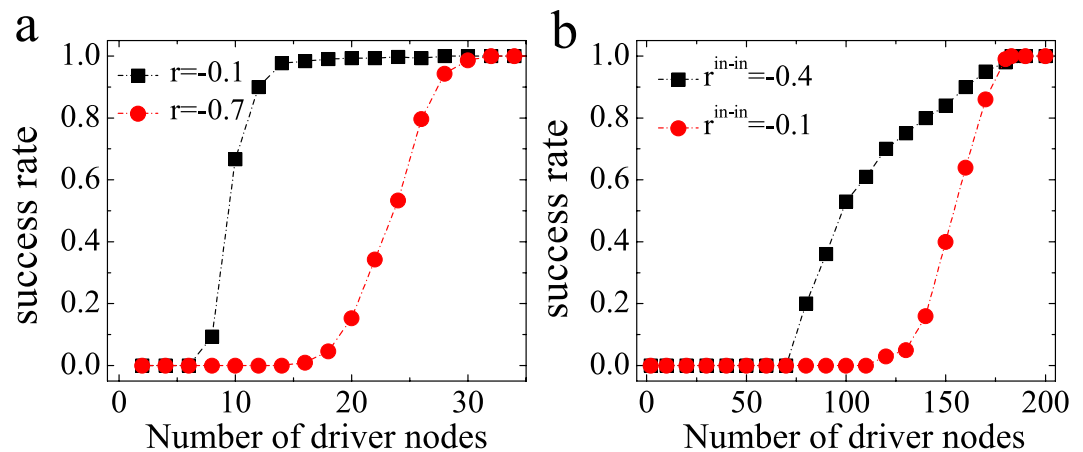 a
success rate
1.0
0.8
0.6
0.4
0.2
0.0
r=-0.1
r=-0.7
0 10 20 30
Number of driver nodes
b
success rate
1.0
0.8
0.6
0.4
0.2
0.0
r^in-in=-0.4
r^in-in=-0.1
0 50 100 150 200
Number of driver nodes